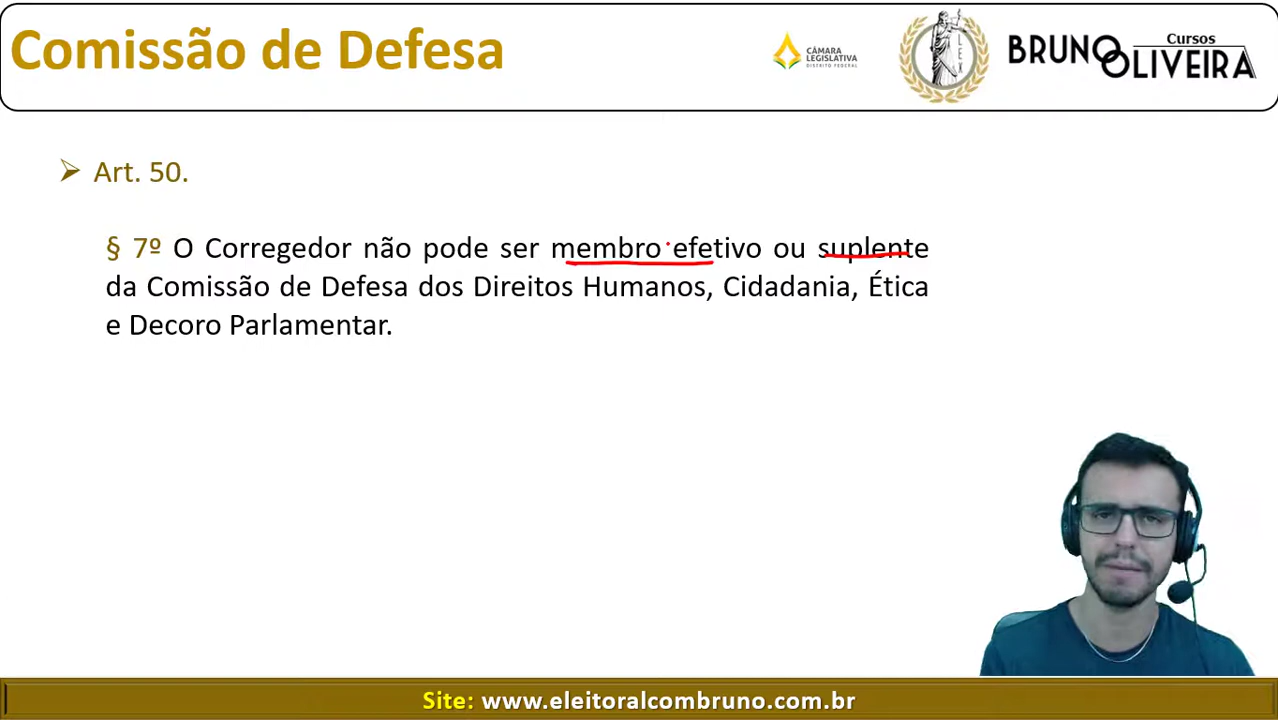 Comissão de Defesa
CÂMARA
LEGISLATIVA
DISTRITO FEDERAL
LEX
Cursos
BRUNO
OLIVEIRA
Art. 50.
§ 7º O Corregedor não pode ser membro efetivo ou suplente
da Comissão de Defesa dos Direitos Humanos, Cidadania, Ética
e Decoro Parlamentar.
Site: www.eleitoralcombruno.com.br